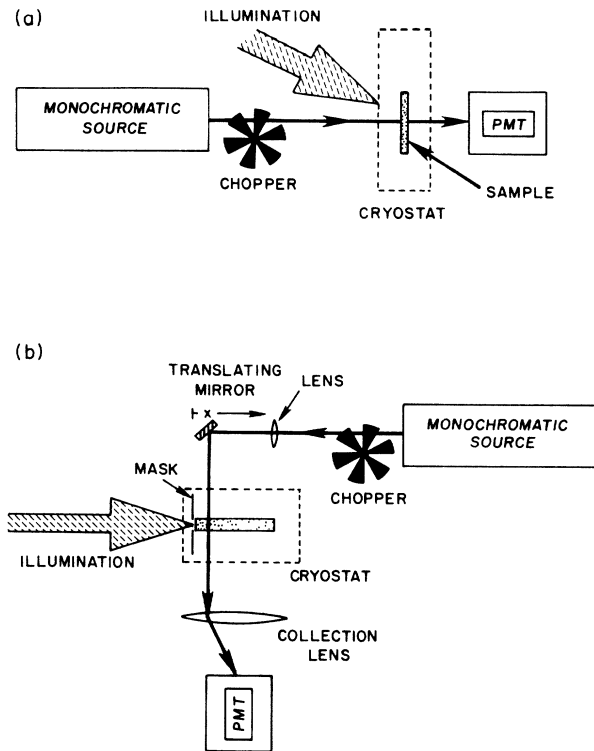 (a)
ILLUMINATION
MONOCHROMATIC
SOURCE
CHOPPER
PMT
SAMPLE
CRYOSTAT
(b)
TRANSLATING
MIRROR
x
LENS
MONOCHROMATIC
SOURCE
MASK
CHOPPER
ILLUMINATION
CRYOSTAT
COLLECTION
LENS
PMT